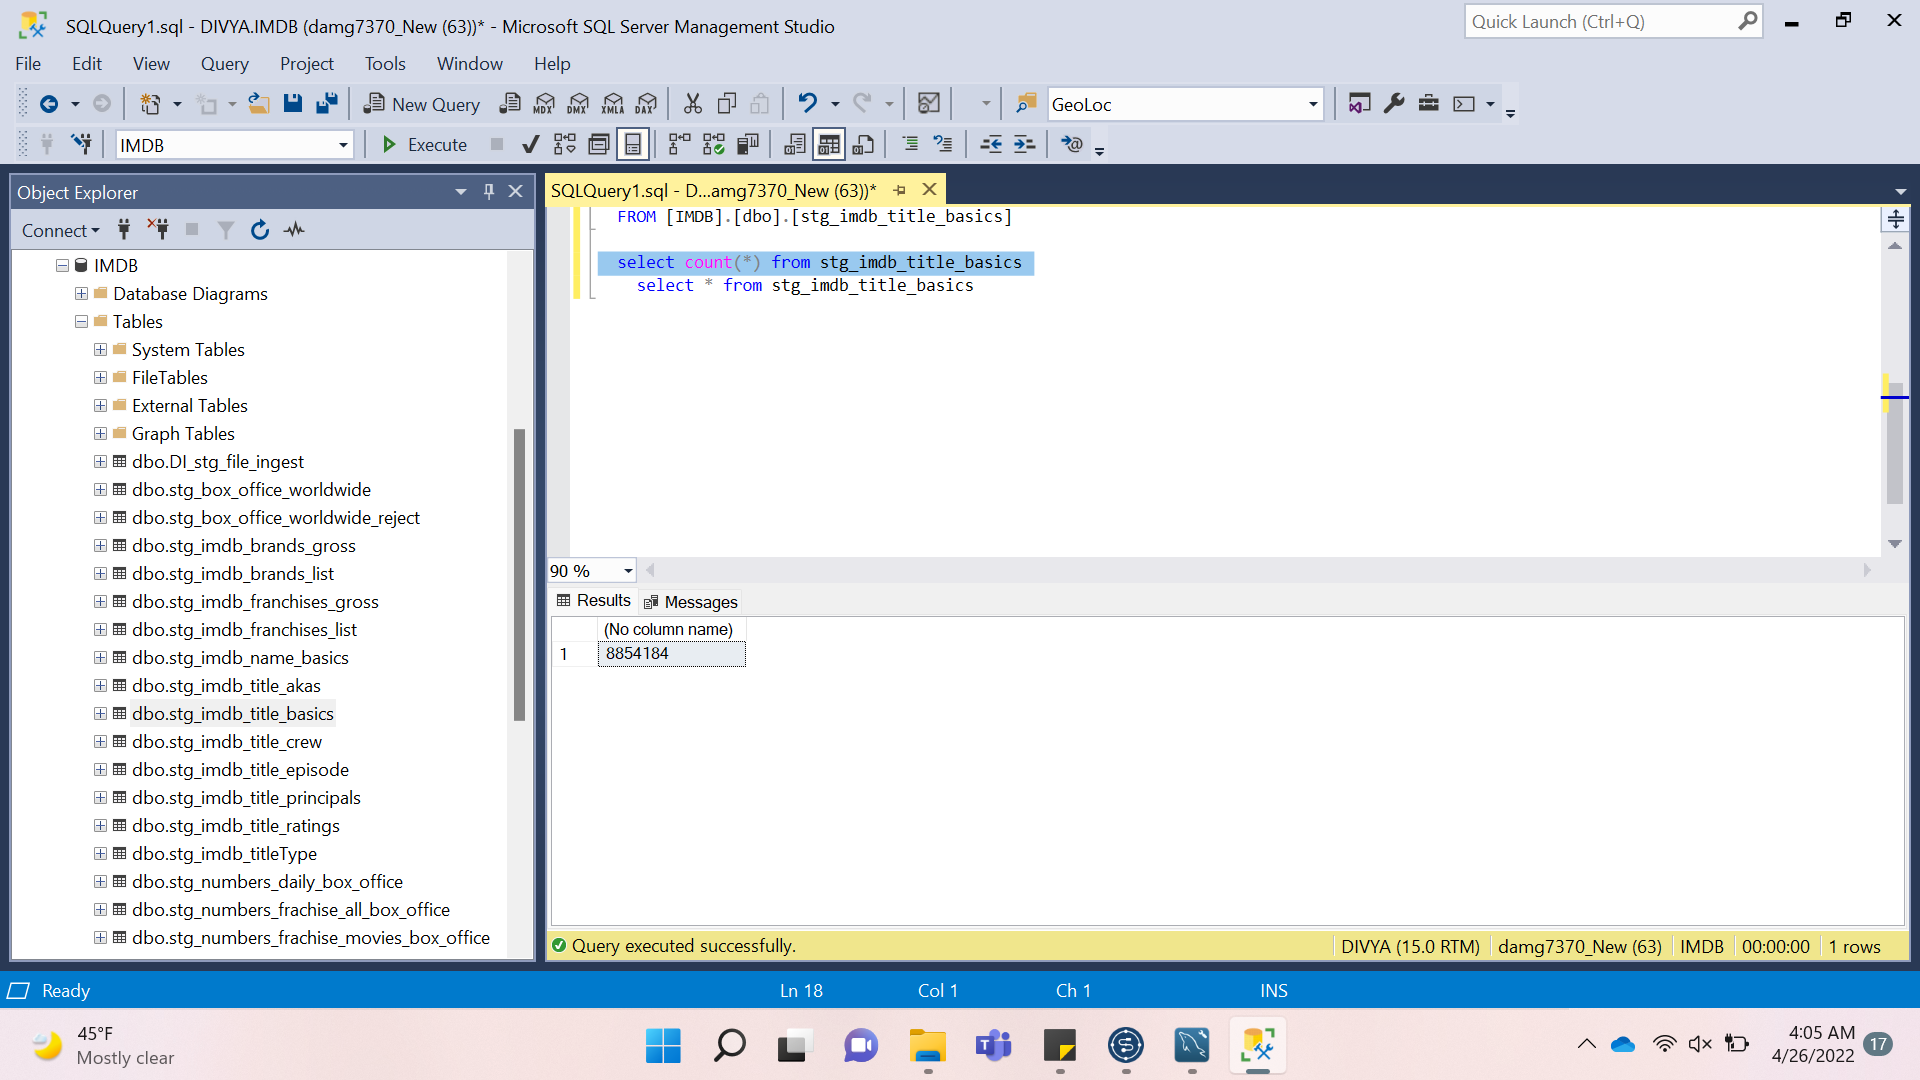 SQLQuery1.sql - DIVYA.IMDB (damg7370_New (63))* - Microsoft SQL Server Management Studio
Quick Launch (Ctrl+Q)
File Edit View Query Project Tools Window Help
New Query MDX DMX XMLA DAX GeoLoc
IMDB Execute
Object Explorer
Connect
IMDB
Database Diagrams
Tables
System Tables
FileTables
External Tables
Graph Tables
dbo.DI_stg_file_ingest
dbo.stg_box_office_worldwide
dbo.stg_box_office_worldwide_reject
dbo.stg_imdb_brands_gross
dbo.stg_imdb_brands_list
dbo.stg_imdb_franchises_gross
dbo.stg_imdb_franchises_list
dbo.stg_imdb_name_basics
dbo.stg_imdb_title_akas
dbo.stg_imdb_title_basics
dbo.stg_imdb_title_crew
dbo.stg_imdb_title_episode
dbo.stg_imdb_title_principals
dbo.stg_imdb_title_ratings
dbo.stg_imdb_titleType
dbo.stg_numbers_daily_box_office
dbo.stg_numbers_frachise_all_box_office
dbo.stg_numbers_frachise_movies_box_office
SQLQuery1.sql - D...amg7370_New (63))*
FROM [IMDB].[dbo].[stg_imdb_title_basics]
select count(*) from stg_imdb_title_basics
select * from stg_imdb_title_basics
90 %
Results Messages
(No column name)
1 8854184
Query executed successfully. DIVYA (15.0 RTM) damg7370_New (63) IMDB 00:00:00 1 rows
Ready Ln 18 Col 1 Ch 1 INS
45°F
Mostly clear
4:05 AM
4/26/2022
17